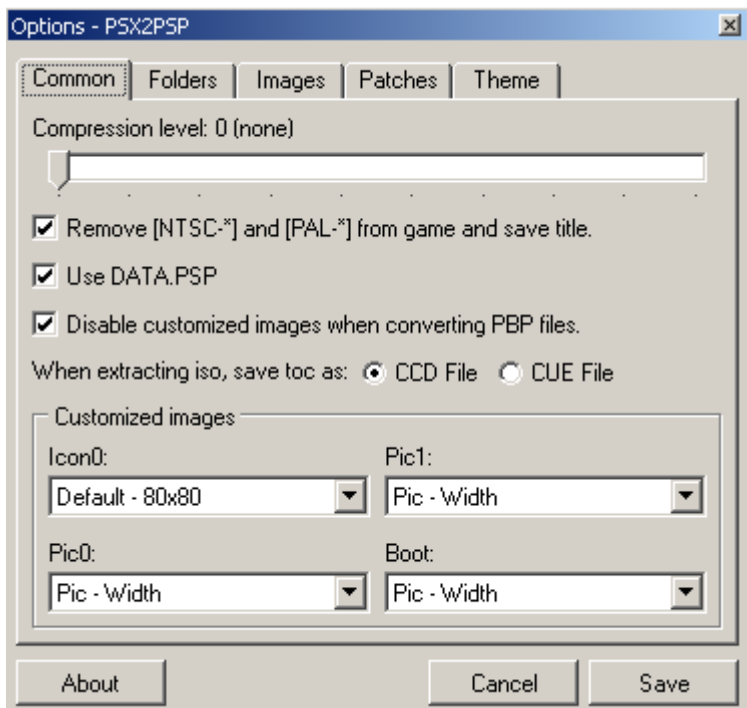 Options - PSX2PSP
Common Folders Images Patches Theme
Compression level: 0 (none)
Remove [NTSC-*] and [PAL-*] from game and save title.
Use DATA.PSP
Disable customized images when converting PBP files.
When extracting iso, save toc as: CCD File CUE File
Customized images
Icon0: Pic1:
Default - 80x80 Pic - Width
Pic0: Boot:
Pic - Width Pic - Width
About Cancel Save